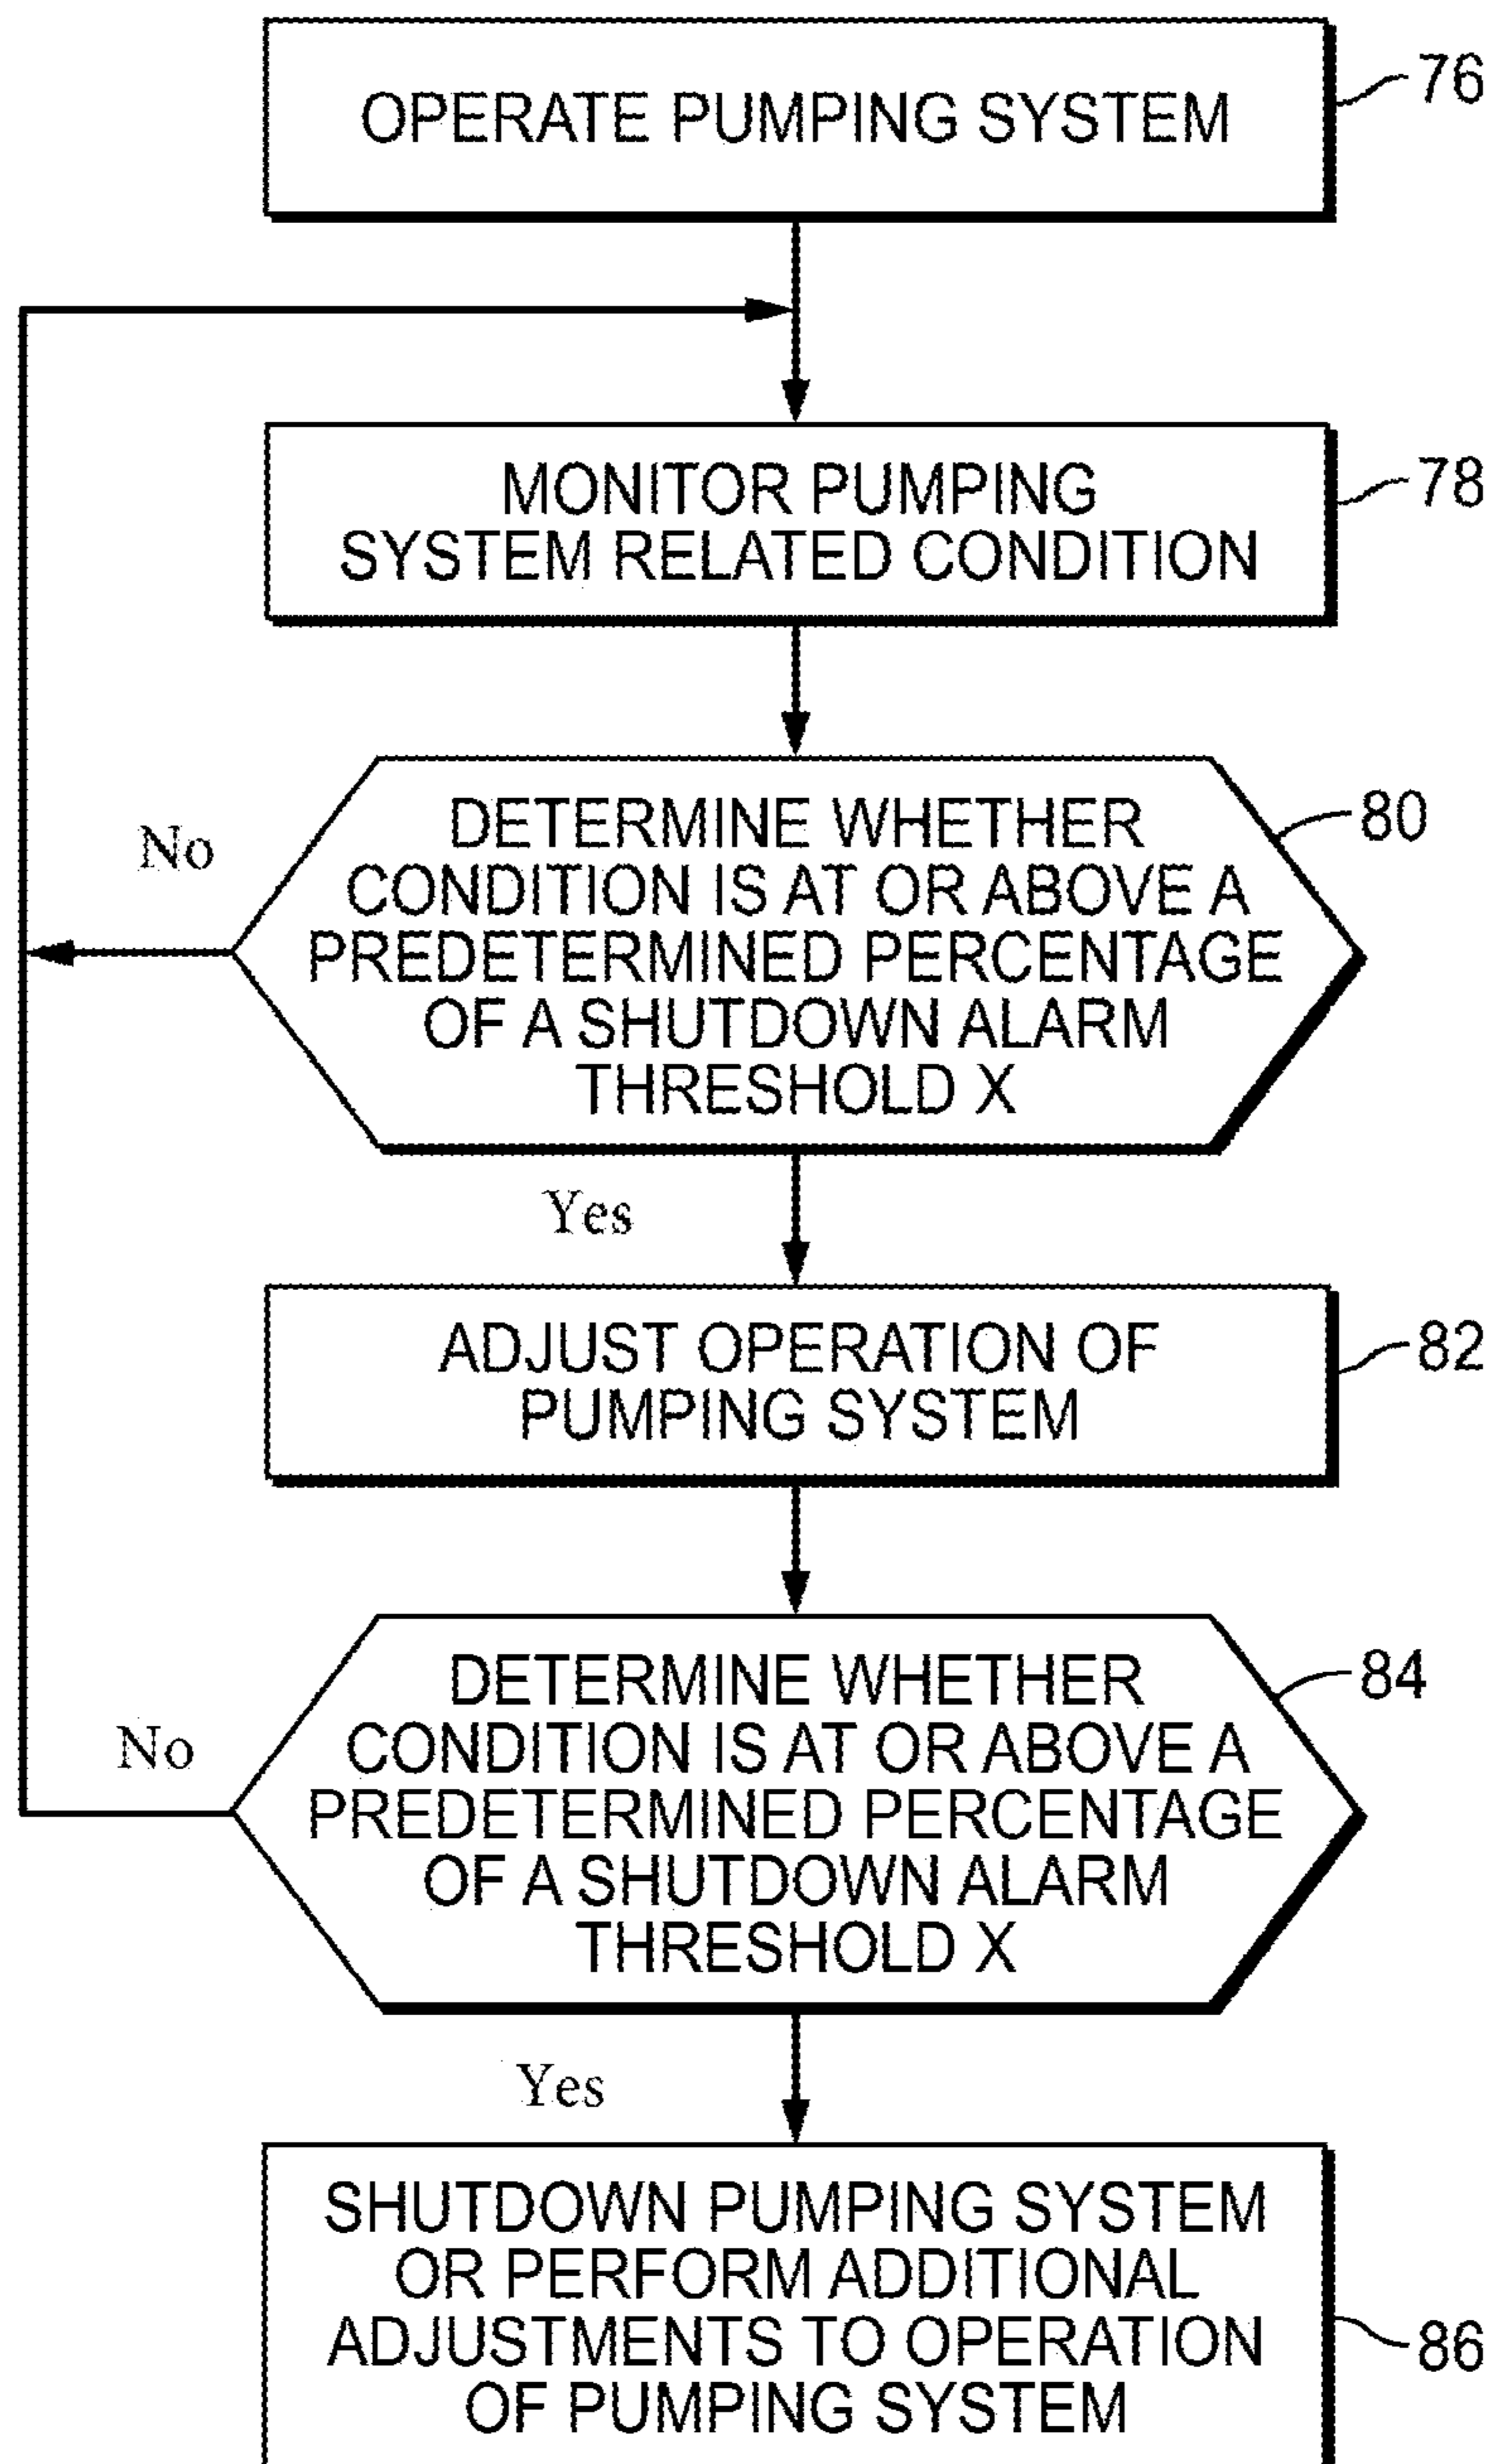 OPERATE PUMPING SYSTEM
76
MONITOR PUMPING
SYSTEM RELATED CONDITION
78
DETERMINE WHETHER
CONDITION IS AT OR ABOVE A
PREDETERMINED PERCENTAGE
OF A SHUTDOWN ALARM
THRESHOLD X
80
No
Yes
ADJUST OPERATION OF
PUMPING SYSTEM
82
DETERMINE WHETHER
CONDITION IS AT OR ABOVE A
PREDETERMINED PERCENTAGE
OF A SHUTDOWN ALARM
THRESHOLD X
84
No
Yes
SHUTDOWN PUMPING SYSTEM
OR PERFORM ADDITIONAL
ADJUSTMENTS TO OPERATION
OF PUMPING SYSTEM
86